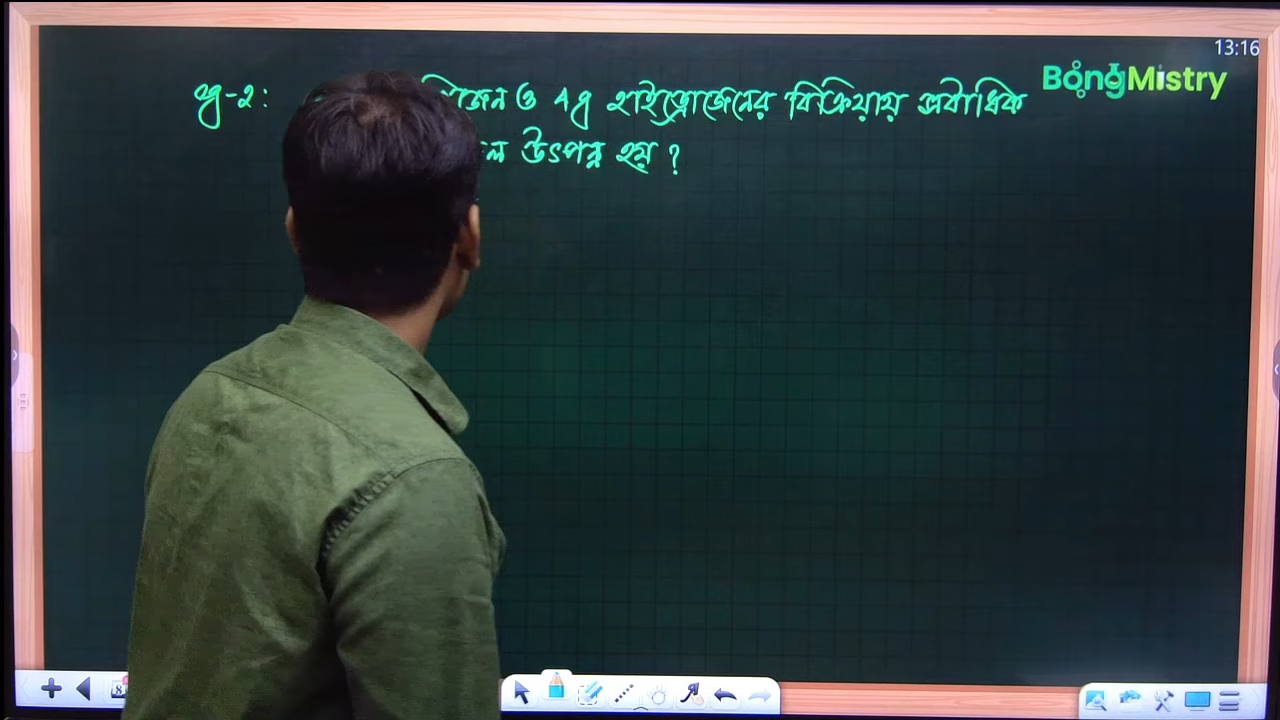 13:16
BongMistry
প্র-২: ও 4g হাইড্রোজেনের বিক্রিয়ায় সর্বাধিক
উৎপন্ন হয় ?